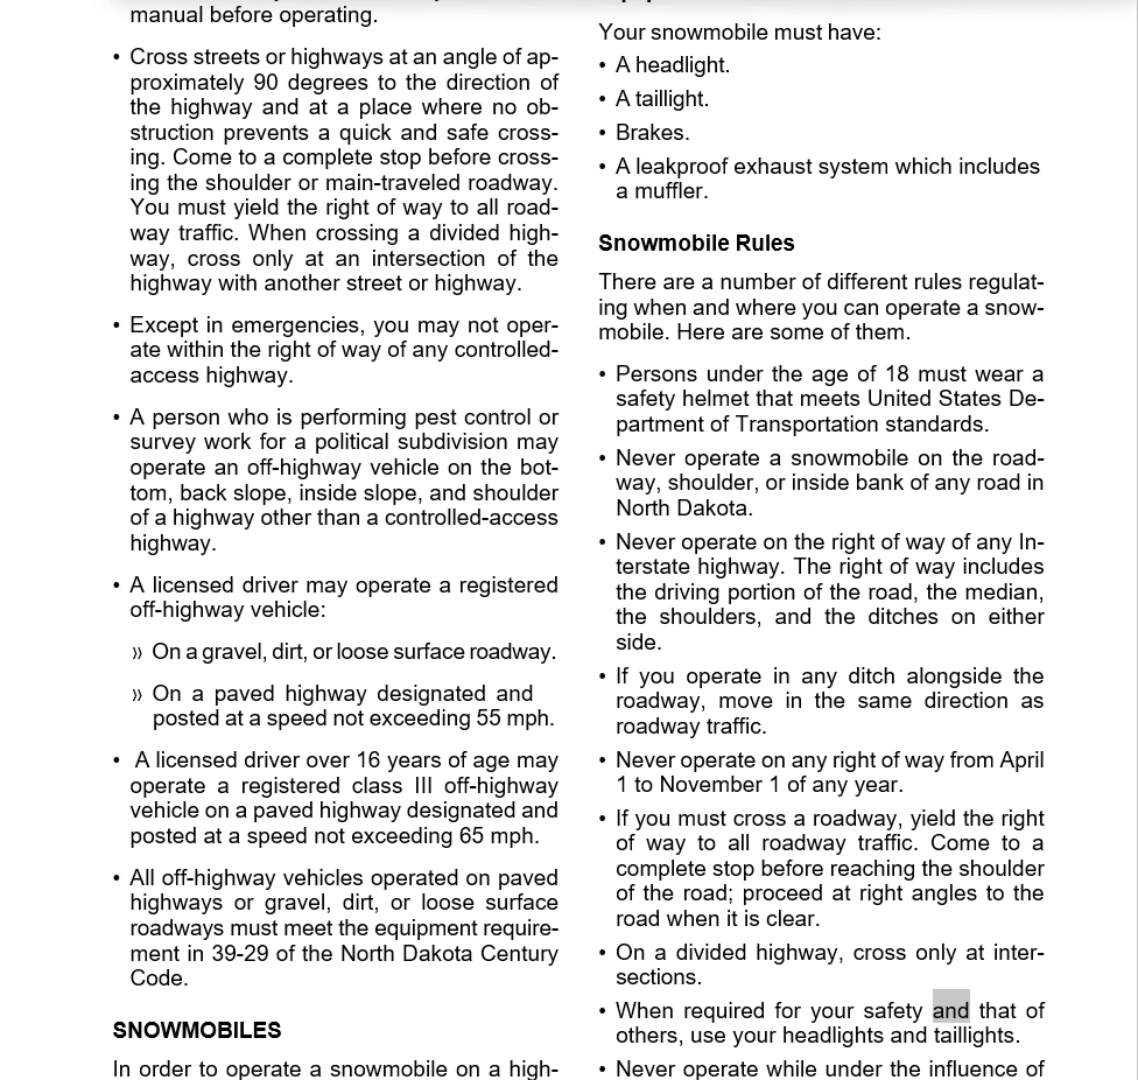 manual before operating.
• Cross streets or highways at an angle of ap-
proximately 90 degrees to the direction of
the highway and at a place where no ob-
struction prevents a quick and safe cross-
ing. Come to a complete stop before cross-
ing the shoulder or main-traveled roadway.
You must yield the right of way to all road-
way traffic. When crossing a divided high-
way, cross only at an intersection of the
highway with another street or highway.
• Except in emergencies, you may not oper-
ate within the right of way of any controlled-
access highway.
• A person who is performing pest control or
survey work for a political subdivision may
operate an off-highway vehicle on the bot-
tom, back slope, inside slope, and shoulder
of a highway other than a controlled-access
highway.
• A licensed driver may operate a registered
off-highway vehicle:
» On a gravel, dirt, or loose surface roadway.
» On a paved highway designated and
posted at a speed not exceeding 55 mph.
• A licensed driver over 16 years of age may
operate a registered class III off-highway
vehicle on a paved highway designated and
posted at a speed not exceeding 65 mph.
• All off-highway vehicles operated on paved
highways or gravel, dirt, or loose surface
roadways must meet the equipment require-
ment in 39-29 of the North Dakota Century
Code.
SNOWMOBILES
In order to operate a snowmobile on a high-
Your snowmobile must have:
• A headlight.
• A taillight.
• Brakes.
• A leakproof exhaust system which includes
a muffler.
Snowmobile Rules
There are a number of different rules regulat-
ing when and where you can operate a snow-
mobile. Here are some of them.
• Persons under the age of 18 must wear a
safety helmet that meets United States De-
partment of Transportation standards.
• Never operate a snowmobile on the road-
way, shoulder, or inside bank of any road in
North Dakota.
• Never operate on the right of way of any In-
terstate highway. The right of way includes
the driving portion of the road, the median,
the shoulders, and the ditches on either
side.
• If you operate in any ditch alongside the
roadway, move in the same direction as
roadway traffic.
• Never operate on any right of way from April
1 to November 1 of any year.
• If you must cross a roadway, yield the right
of way to all roadway traffic. Come to a
complete stop before reaching the shoulder
of the road; proceed at right angles to the
road when it is clear.
• On a divided highway, cross only at inter-
sections.
• When required for your safety and that of
others, use your headlights and taillights.
• Never operate while under the influence of